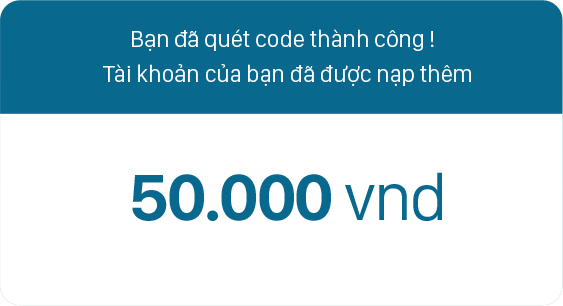 Bạn đã quét code thành công !
Tài khoản của bạn đã được nạp thêm
50.000 vnd